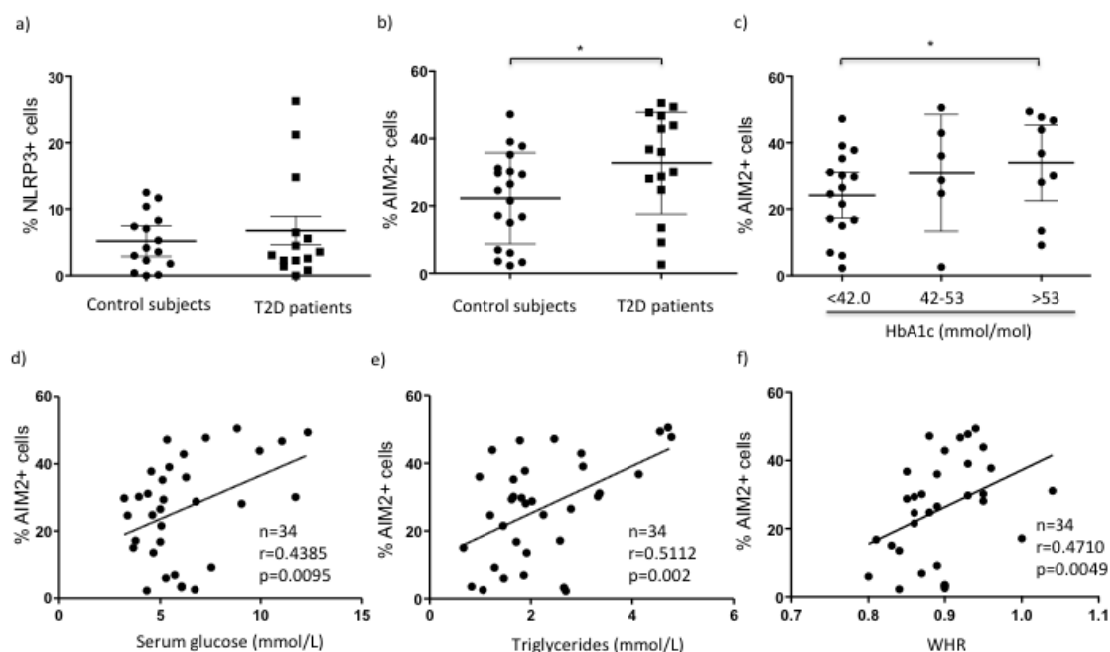 a)
% NLRP3+ cells
30
20
10
0
Control subjects
T2D patients
b)
*
% AIM2+ cells
60
40
20
0
Control subjects
T2D patients
c)
*
% AIM2+ cells
60
40
20
0
<42.0
42-53
>53
HbA1c (mmol/mol)
d)
% AIM2+ cells
60
40
20
0
n=34
r=0.4385
p=0.0095
0
5
10
15
Serum glucose (mmol/L)
e)
% AIM2+ cells
60
40
20
0
n=34
r=0.5112
p=0.002
0
2
4
6
Triglycerides (mmol/L)
f)
% AIM2+ cells
60
40
20
0
n=34
r=0.4710
p=0.0049
0.7
0.8
0.9
1.0
1.1
WHR